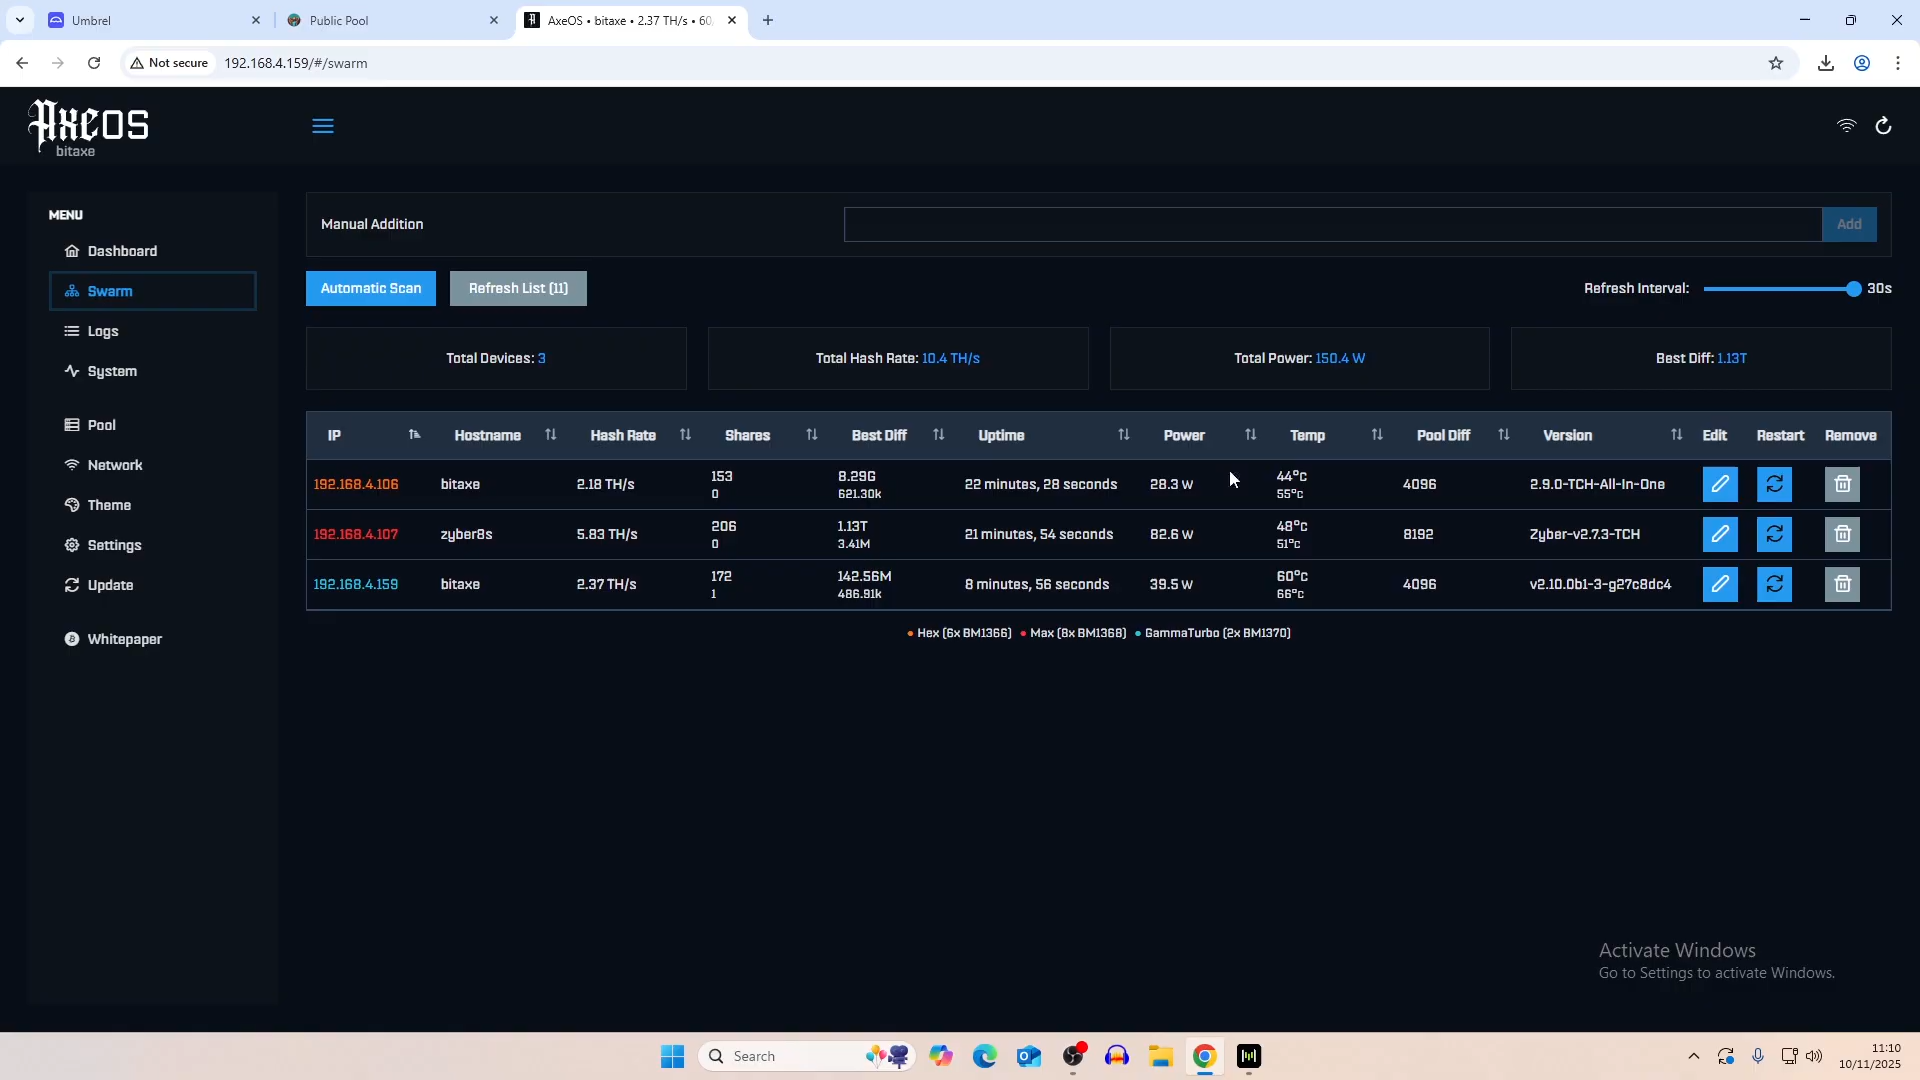 Umbrel
Public Pool
AxeOS • bitaxe • 2.37 TH/s • 60
Not secure
192.168.4.159/#/swarm
AxeOS
bitaxe
MENU
Dashboard
Swarm
Logs
System
Pool
Network
Theme
Settings
Update
Whitepaper
Manual Addition
Add
Automatic Scan
Refresh List (11)
Refresh Interval:
30s
Total Devices: 3
Total Hash Rate: 10.4 TH/s
Total Power: 150.4 W
Best Diff: 1.13T
IP Hostname Hash Rate Shares Best Diff Uptime Power Temp Pool Diff Version Edit Restart Remove
192.168.4.106 bitaxe 2.18 TH/s 153 8.29G 22 minutes, 28 seconds 28.3 W 44°C 4096 2.9.0-TCH-All-In-One
0 621.30k 55°C
192.168.4.107 zyber8s 5.83 TH/s 206 1.13T 21 minutes, 54 seconds 82.6 W 48°C 8192 Zyber-v2.7.3-TCH
0 3.41M 51°C
192.168.4.159 bitaxe 2.37 TH/s 172 142.56M 8 minutes, 56 seconds 39.5 W 60°C 4096 v2.10.0b1-3-g27c8dc4
1 486.91k 66°C
• Hex (6x BM1366) • Max (8x BM1368) • GammaTurbo (2x BM1370)
Activate Windows
Go to Settings to activate Windows.
Search
11:10
10/11/2025